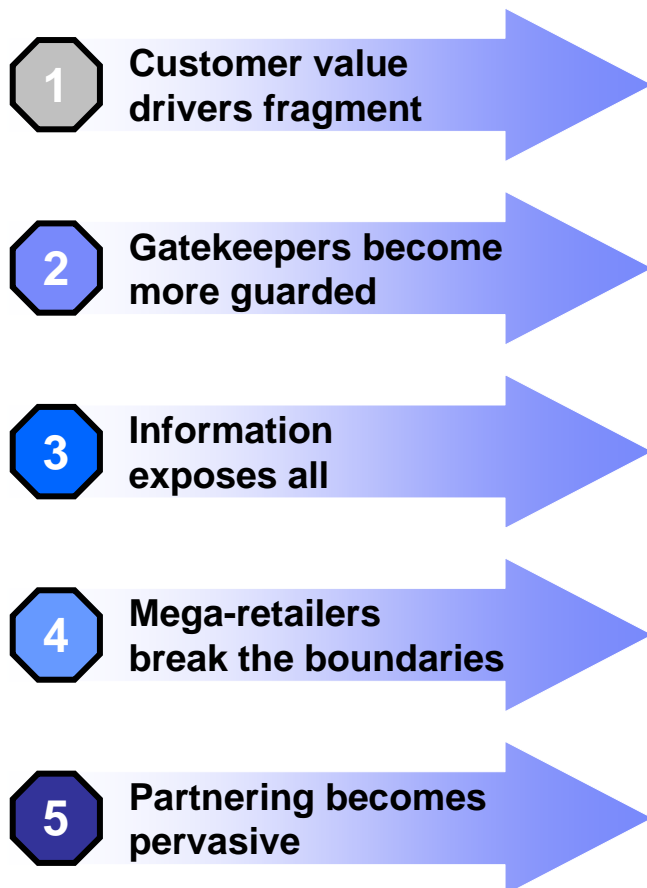 1
Customer value
drivers fragment
2
Gatekeepers become
more guarded
3
Information
exposes all
4
Mega-retailers
break the boundaries
5
Partnering becomes
pervasive